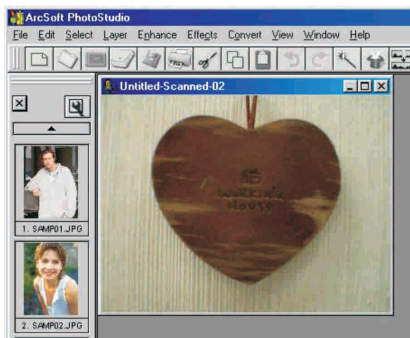 ArcSoft PhotoStudio
File Edit Select Layer Enhance Effects Convert View Window Help
Untitled-Scanned-02
House
1. SAMP01.JPG
2. SAMP02.JPG